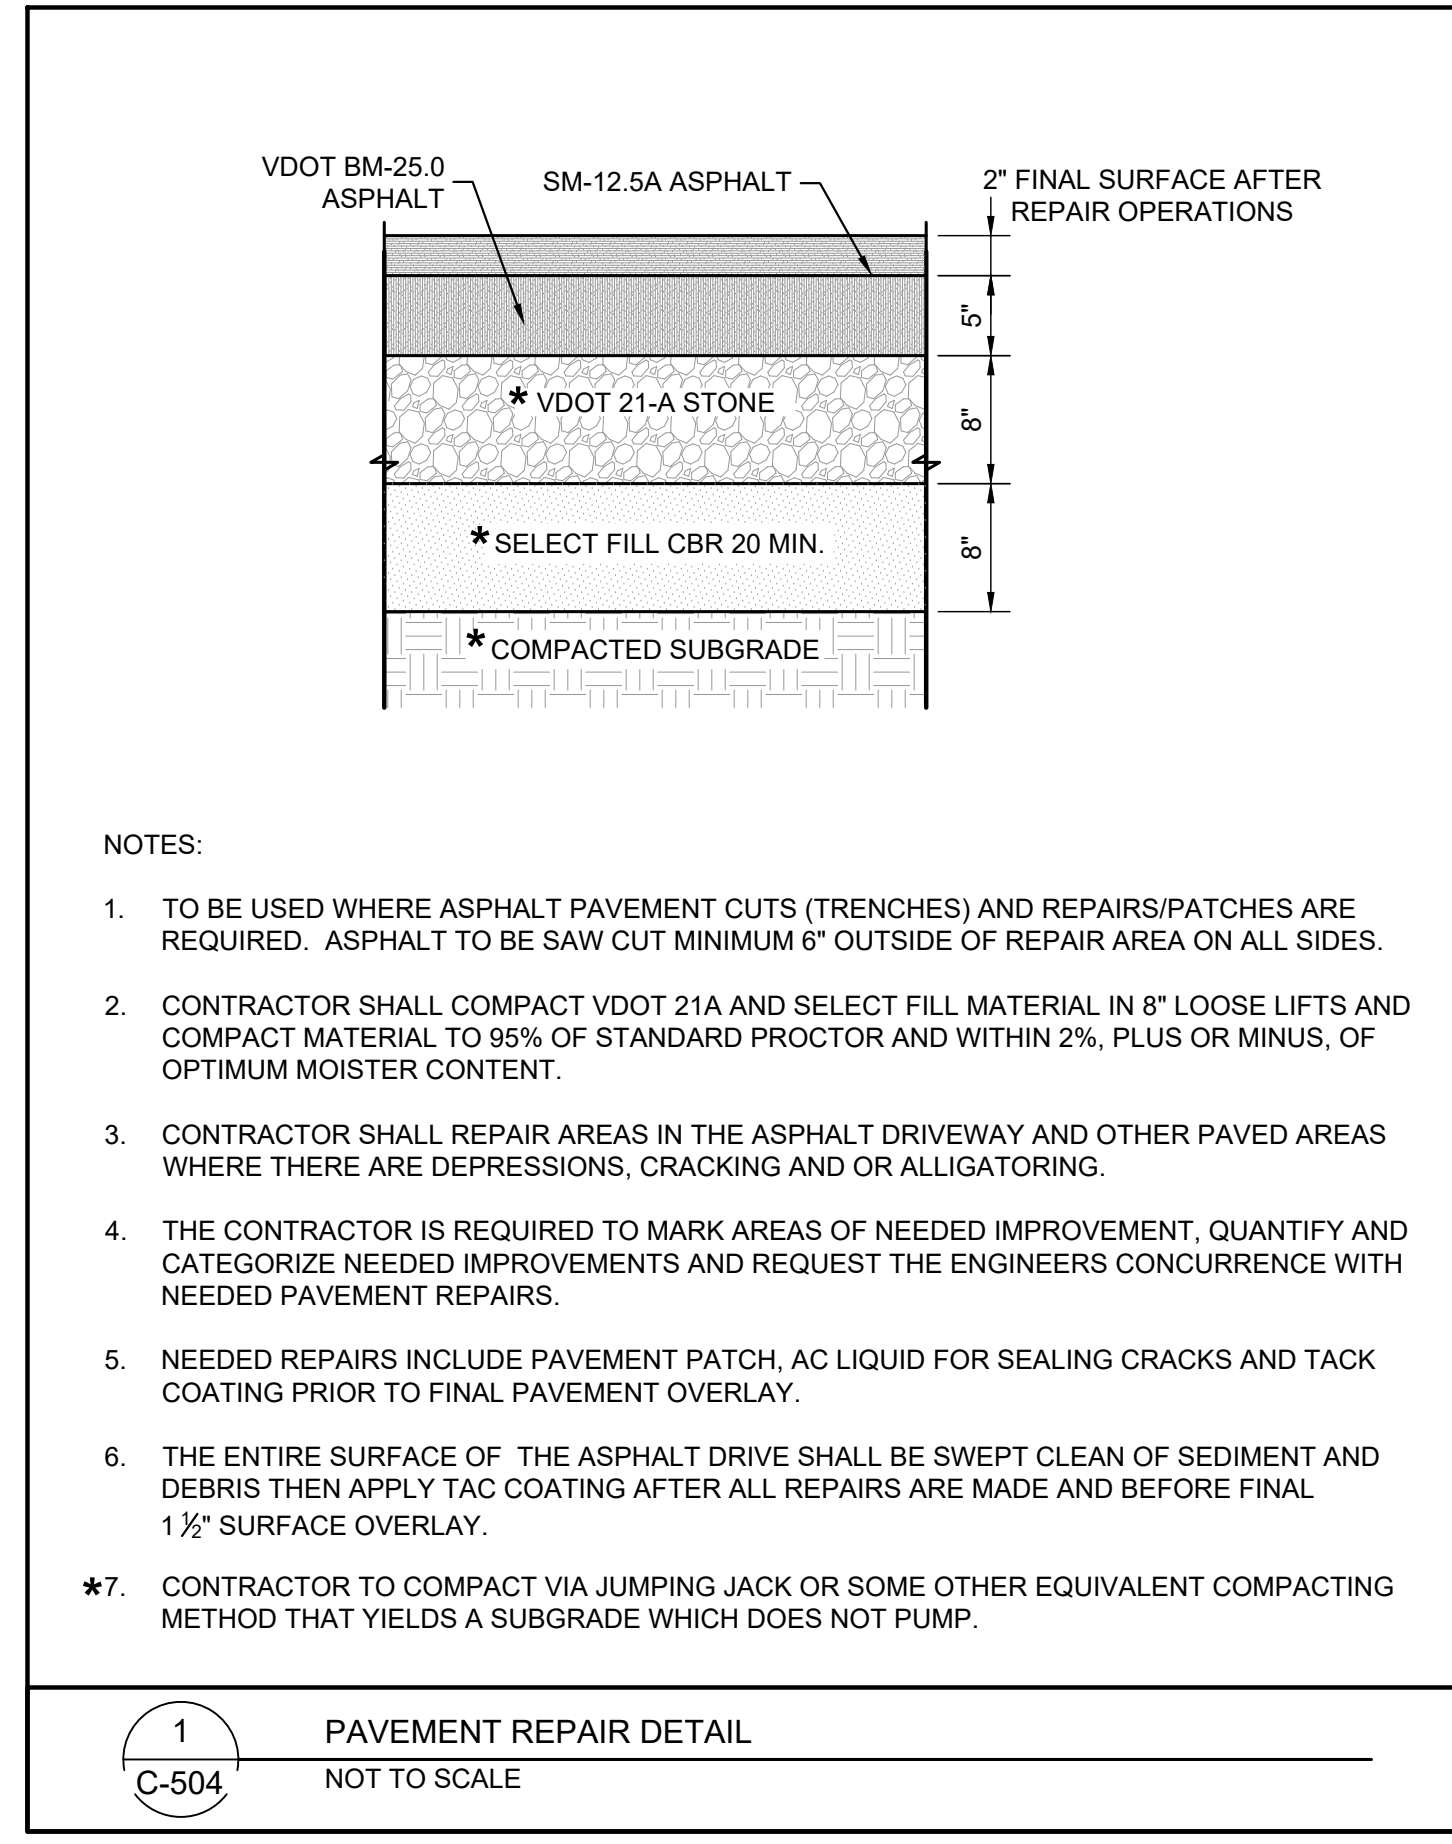 VDOT BM-25.0
ASPHALT
SM-12.5A ASPHALT
2" FINAL SURFACE AFTER
REPAIR OPERATIONS
5"
* VDOT 21-A STONE
8"
* SELECT FILL CBR 20 MIN.
8"
* COMPACTED SUBGRADE
NOTES:
1. TO BE USED WHERE ASPHALT PAVEMENT CUTS (TRENCHES) AND REPAIRS/PATCHES ARE
REQUIRED. ASPHALT TO BE SAW CUT MINIMUM 6" OUTSIDE OF REPAIR AREA ON ALL SIDES.
2. CONTRACTOR SHALL COMPACT VDOT 21A AND SELECT FILL MATERIAL IN 8" LOOSE LIFTS AND
COMPACT MATERIAL TO 95% OF STANDARD PROCTOR AND WITHIN 2%, PLUS OR MINUS, OF
OPTIMUM MOISTER CONTENT.
3. CONTRACTOR SHALL REPAIR AREAS IN THE ASPHALT DRIVEWAY AND OTHER PAVED AREAS
WHERE THERE ARE DEPRESSIONS, CRACKING AND OR ALLIGATORING.
4. THE CONTRACTOR IS REQUIRED TO MARK AREAS OF NEEDED IMPROVEMENT, QUANTIFY AND
CATEGORIZE NEEDED IMPROVEMENTS AND REQUEST THE ENGINEERS CONCURRENCE WITH
NEEDED PAVEMENT REPAIRS.
5. NEEDED REPAIRS INCLUDE PAVEMENT PATCH, AC LIQUID FOR SEALING CRACKS AND TACK
COATING PRIOR TO FINAL PAVEMENT OVERLAY.
6. THE ENTIRE SURFACE OF THE ASPHALT DRIVE SHALL BE SWEPT CLEAN OF SEDIMENT AND
DEBRIS THEN APPLY TAC COATING AFTER ALL REPAIRS ARE MADE AND BEFORE FINAL
1 ½" SURFACE OVERLAY.
*7. CONTRACTOR TO COMPACT VIA JUMPING JACK OR SOME OTHER EQUIVALENT COMPACTING
METHOD THAT YIELDS A SUBGRADE WHICH DOES NOT PUMP.
1
C-504
PAVEMENT REPAIR DETAIL
NOT TO SCALE